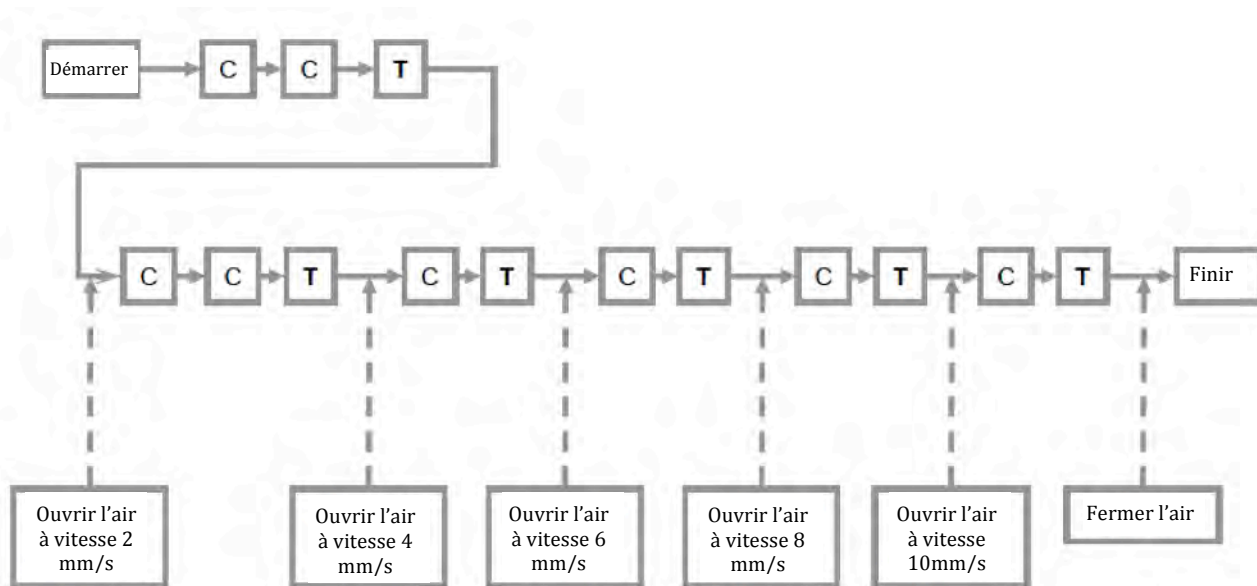 Démarrer
C
C
T
C
C
T
C
T
C
T
C
T
C
T
Finir
Ouvrir l'air
à vitesse 2
mm/s
Ouvrir l'air
à vitesse 4
mm/s
Ouvrir l'air
à vitesse 6
mm/s
Ouvrir l'air
à vitesse 8
mm/s
Ouvrir l'air
à vitesse
10mm/s
Fermer l'air